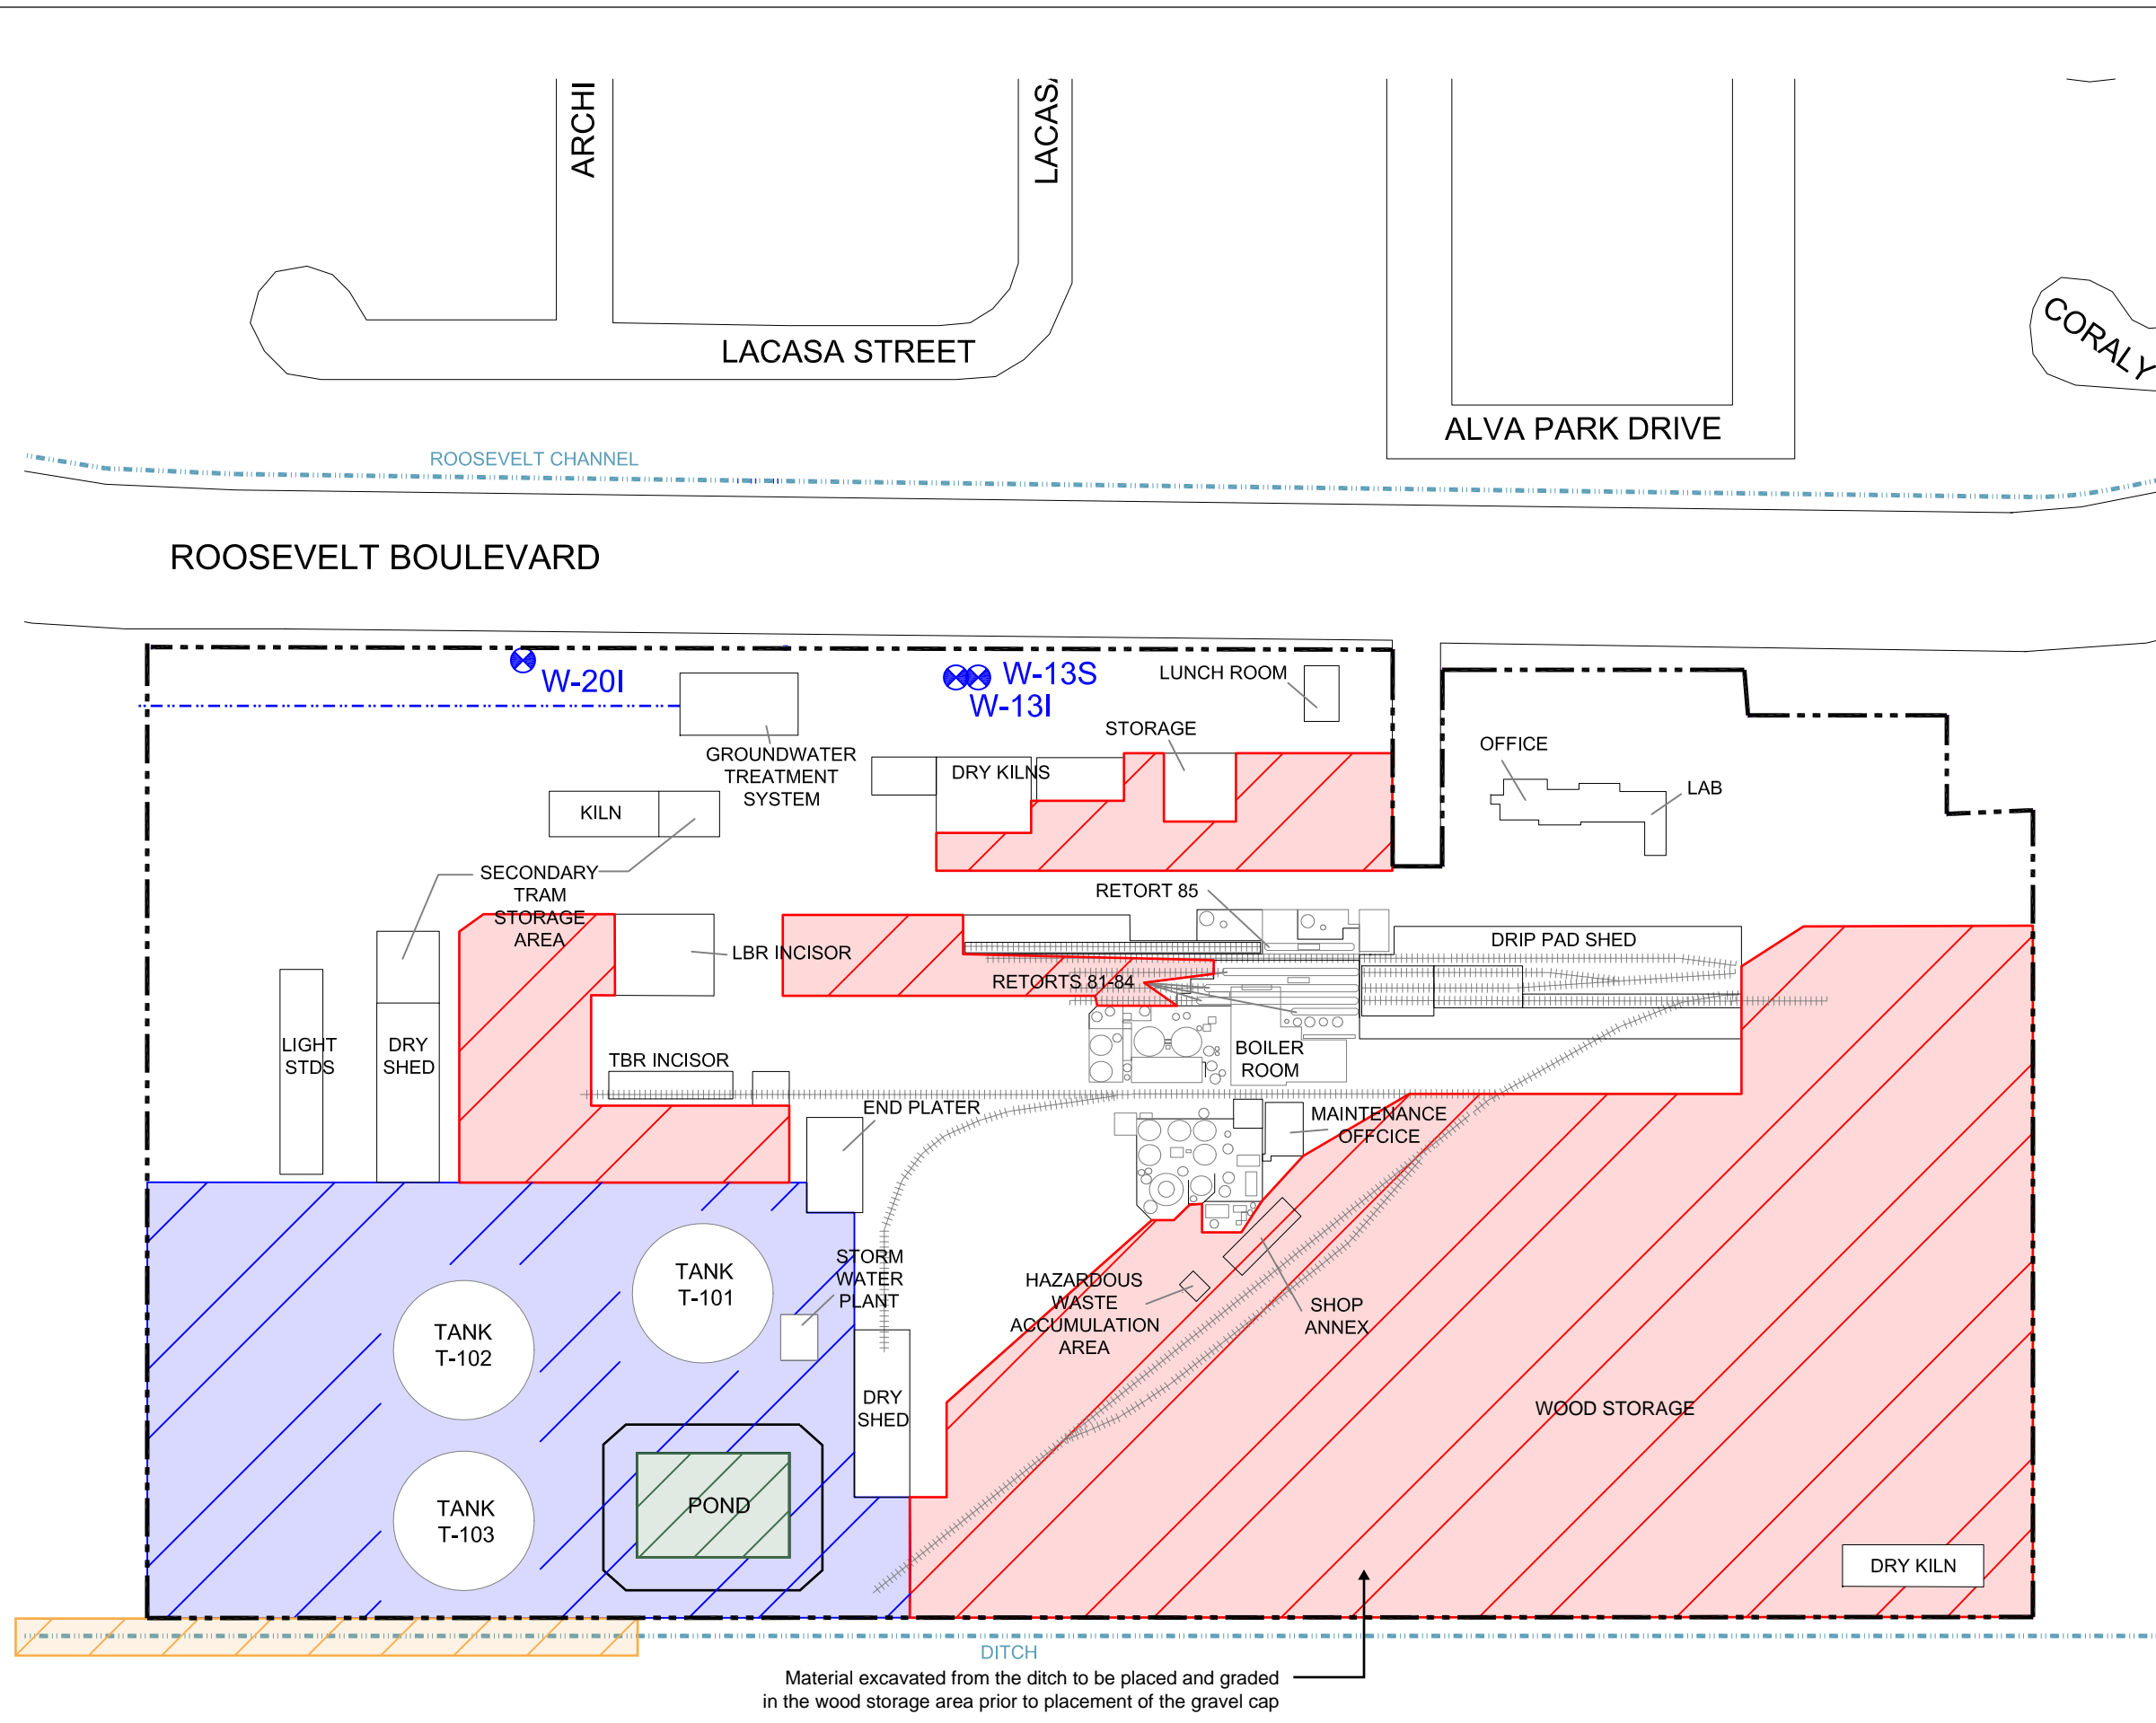 ARCHI
LACASA
LACASA STREET
ALVA PARK DRIVE
CORALY
ROOSEVELT CHANNEL
ROOSEVELT BOULEVARD
W-20I
W-13S
W-13I
LUNCH ROOM
STORAGE
GROUNDWATER
TREATMENT
SYSTEM
DRY KILNS
OFFICE
LAB
KILN
SECONDARY
TRAM
STORAGE
AREA
RETORT 85
LBR INCISOR
DRIP PAD SHED
RETORTS 81-84
LIGHT
STDS
DRY
SHED
TBR INCISOR
BOILER
ROOM
END PLATER
MAINTENANCE
OFFCICE
STORM
WATER
PLANT
TANK
T-101
TANK
T-102
HAZARDOUS
WASTE
ACCUMULATION
AREA
SHOP
ANNEX
DRY
SHED
WOOD STORAGE
TANK
T-103
POND
DRY KILN
DITCH
Material excavated from the ditch to be placed and graded
in the wood storage area prior to placement of the gravel cap